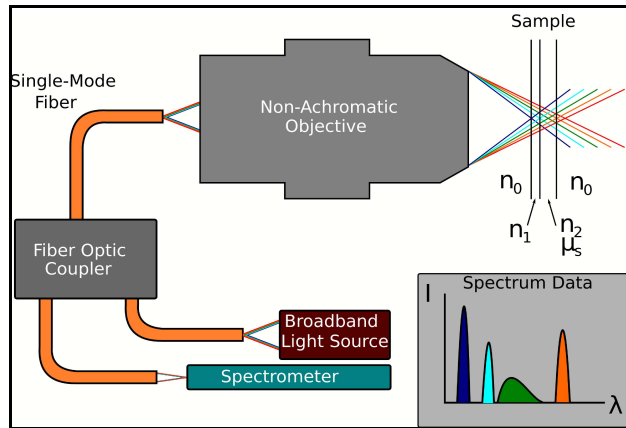 Sample
Single-Mode
Fiber
Non-Achromatic
Objective
n₀
n₀
n₁
n₂
μₛ
Fiber Optic
Coupler
Spectrum Data
I
λ
Broadband
Light Source
Spectrometer